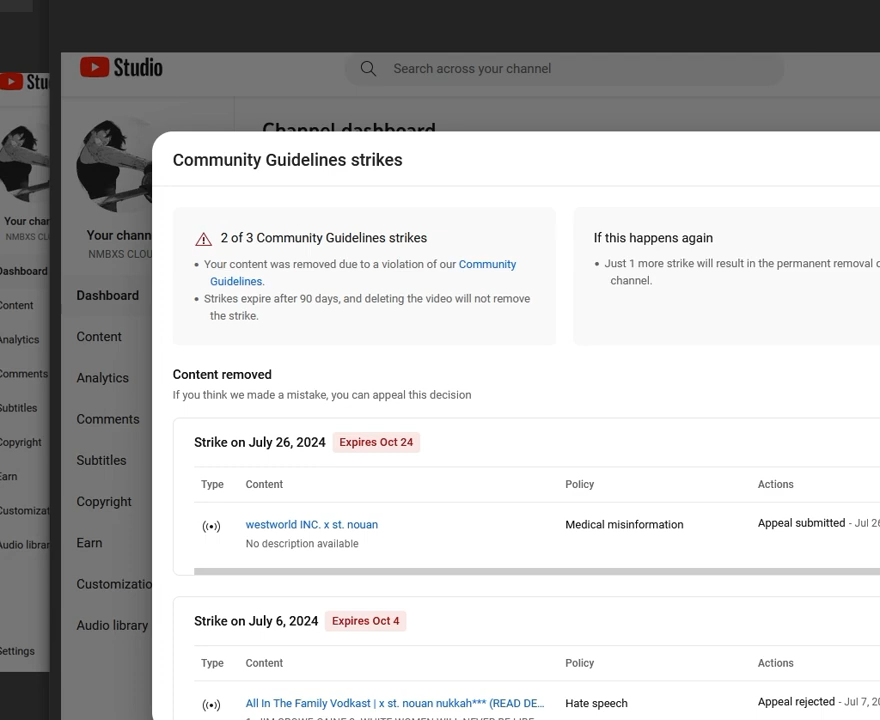 Studio
Search across your channel
Stu
Channel dashboard
Community Guidelines strikes
2 of 3 Community Guidelines strikes
• Your content was removed due to a violation of our Community
Guidelines.
• Strikes expire after 90 days, and deleting the video will not remove
the strike.
If this happens again
• Just 1 more strike will result in the permanent removal
channel.
Content removed
If you think we made a mistake, you can appeal this decision
Strike on July 26, 2024 Expires Oct 24
Type Content Policy Actions
westworld INC. x st. nouan Medical misinformation Appeal submitted - Jul 26
No description available
Strike on July 6, 2024 Expires Oct 4
Type Content Policy Actions
All In The Family Vodkast | x st. nouan nukkah*** (READ DE... Hate speech Appeal rejected - Jul 7, 20
Your chann
NMBXS CLOU
Dashboard
Content
Analytics
Comments
Subtitles
Copyright
Earn
Customizatio
Audio library
Your chan
NMBXS CL
Dashboard
Content
Analytics
Comments
Subtitles
Copyright
Earn
Customizat
Audio librar
Settings